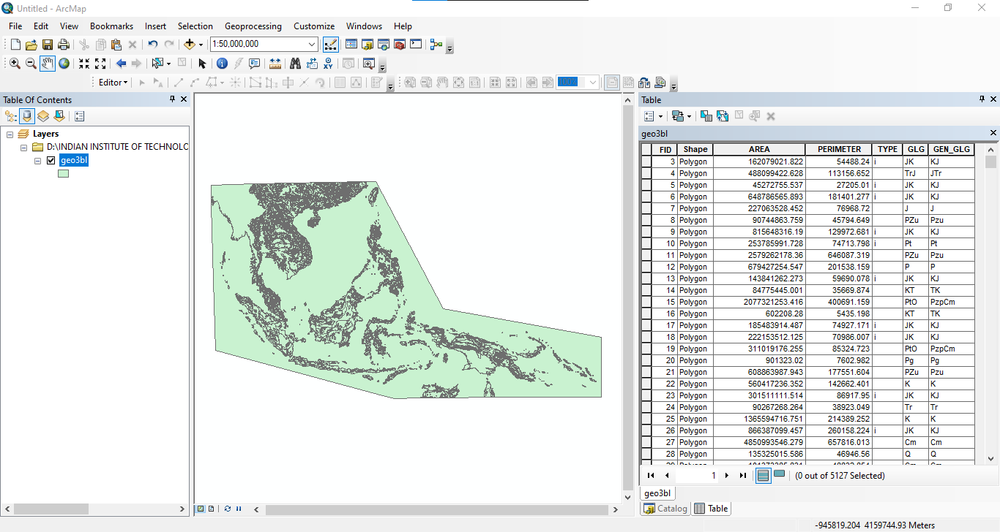 Untitled - ArcMap
File Edit View Bookmarks Insert Selection Geoprocessing Customize Windows Help
1:50,000,000
Editor
100%
Table Of Contents
Layers
D:\INDIAN INSTITUTE OF TECHNOLO
geo3bl
Table
geo3bl
FID Shape AREA PERIMETER TYPE GLG GEN_GLG
3 Polygon 162079021.822 54488.24 i JK KJ
4 Polygon 488099422.628 113156.652 TrJ JTr
5 Polygon 45272755.537 27205.01 i JK KJ
6 Polygon 648786565.893 181401.277 i JK KJ
7 Polygon 227063528.452 76968.72 J J
8 Polygon 90744863.759 45794.649 PZu Pzu
9 Polygon 815648316.19 129972.681 i JK KJ
10 Polygon 253785991.728 74713.798 i Pt Pt
11 Polygon 2579262178.36 646087.319 PZu Pzu
12 Polygon 679427254.547 201538.159 P P
13 Polygon 143841262.273 59690.078 i JK KJ
14 Polygon 84775445.001 35669.874 KT TK
15 Polygon 2077321253.416 400691.159 PtO PzpCm
16 Polygon 602208.28 5435.198 KT TK
17 Polygon 185483914.487 74927.171 i JK KJ
18 Polygon 222153512.125 70986.007 i JK KJ
19 Polygon 311019176.255 85324.723 PtO PzpCm
20 Polygon 901323.02 7602.982 Pg Pg
21 Polygon 608863987.943 177551.604 PZu Pzu
22 Polygon 560417236.352 142662.401 K K
23 Polygon 301511111.514 86917.95 i JK KJ
24 Polygon 90267268.264 38923.049 Tr Tr
25 Polygon 1365594716.751 214389.252 K K
26 Polygon 866387099.457 260158.224 i JK KJ
27 Polygon 4850993546.279 657816.013 Cm Cm
28 Polygon 135325015.586 46946.56 Q Q
1 (0 out of 5127 Selected)
geo3bl
Catalog Table
-945819.204 4159744.93 Meters